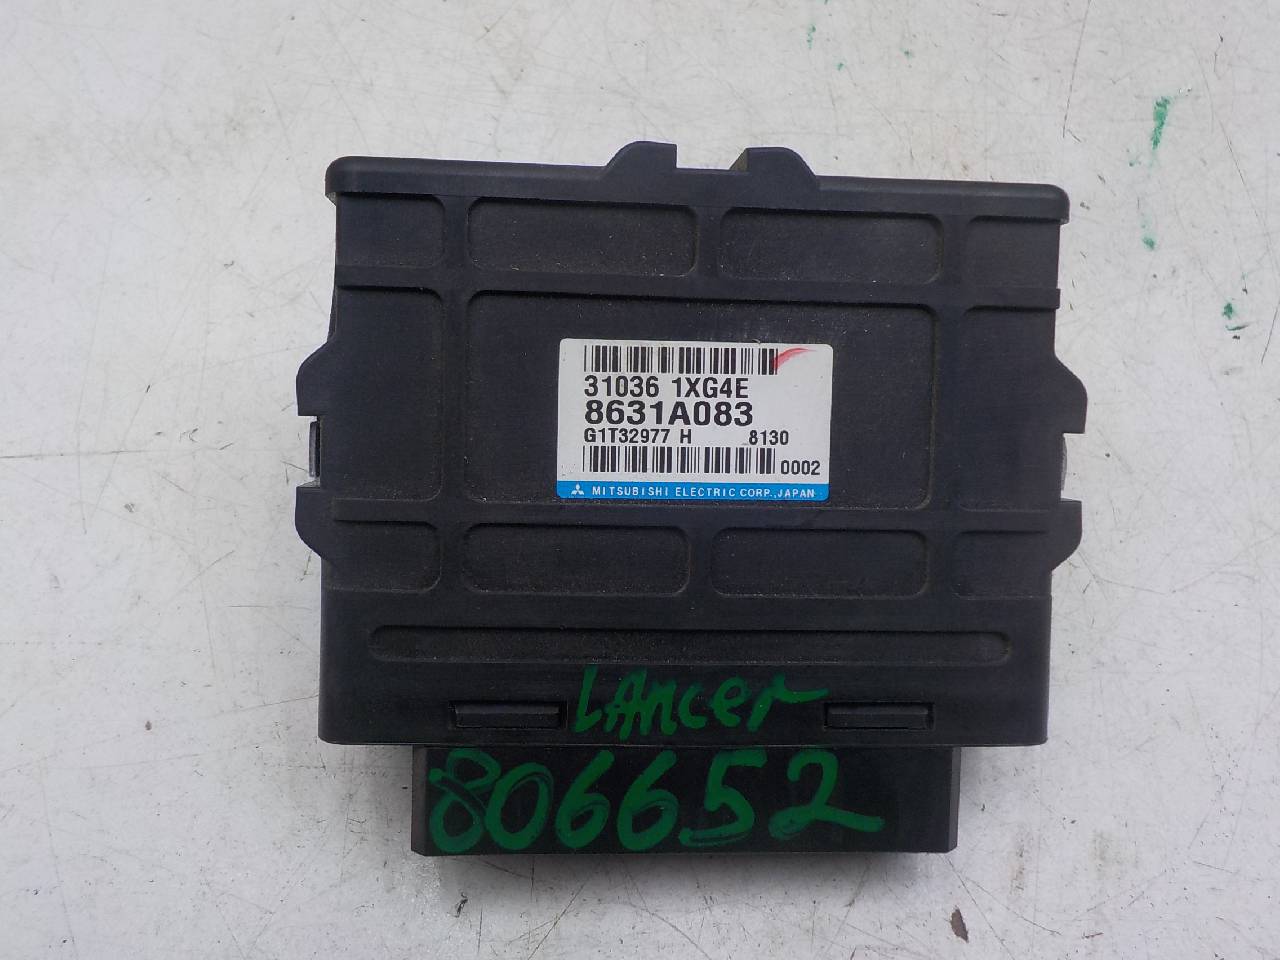 31036 1XG4E
8631A083
G1T32977 H 8130
0002
MITSUBISHI ELECTRIC CORP., JAPAN
LAncer
806652